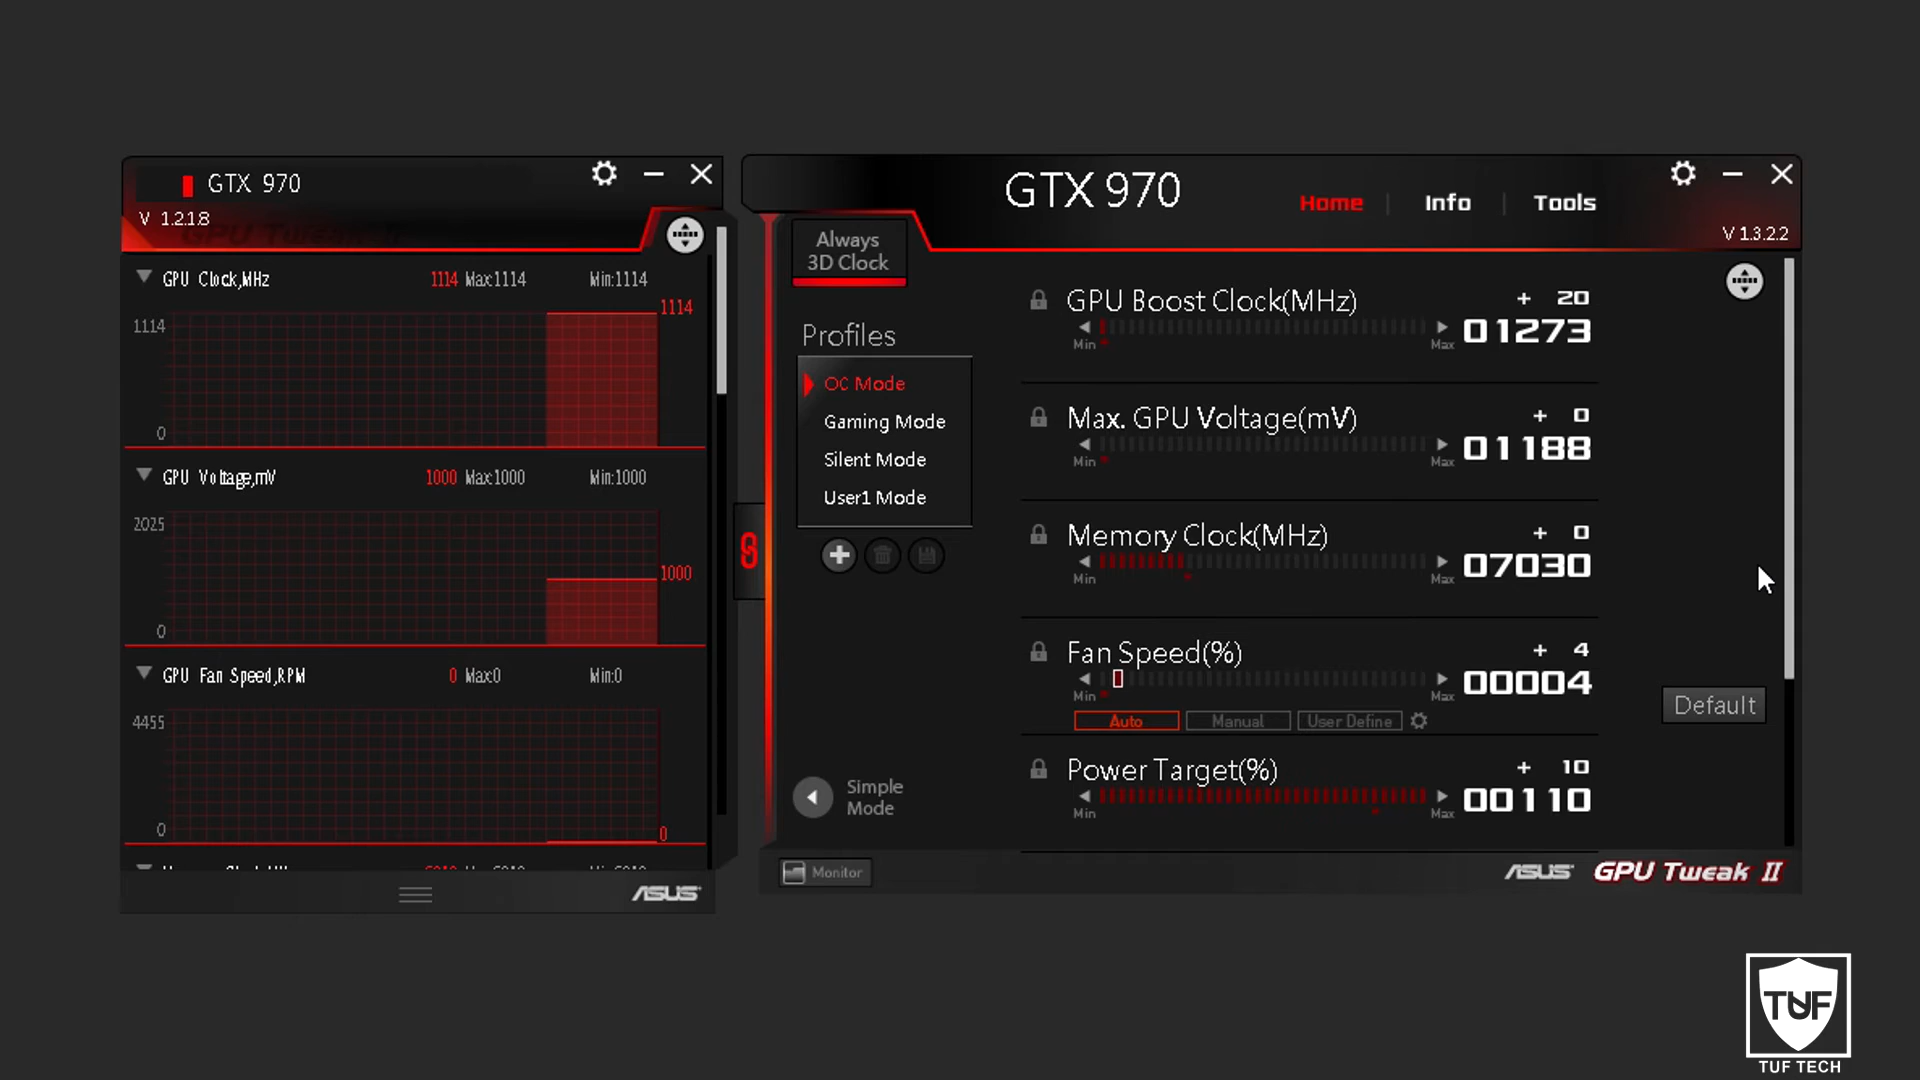 GTX 970
V 1.2.1.8
GPU Clock,MHz 1114 Max:1114 Min:1114
1114
1114
0
GPU Voltage,mV 1000 Max:1000 Min:1000
2025
1000
0
GPU Fan Speed,RPM 0 Max:0 Min:0
4455
0
0
ASUS
GTX 970
Home Info Tools
V 1.3.2.2
Always
3D Clock
Profiles
OC Mode
Gaming Mode
Silent Mode
User1 Mode
Simple
Mode
GPU Boost Clock(MHz) + 20
01273
Min Max
Max. GPU Voltage(mV) + 0
01188
Min Max
Memory Clock(MHz) + 0
07030
Min Max
Fan Speed(%) + 4
00004
Min Max
Auto Manual User Define
Power Target(%) + 10
00110
Min Max
Default
Monitor
ASUS GPU Tweak II
TUF
TUF TECH